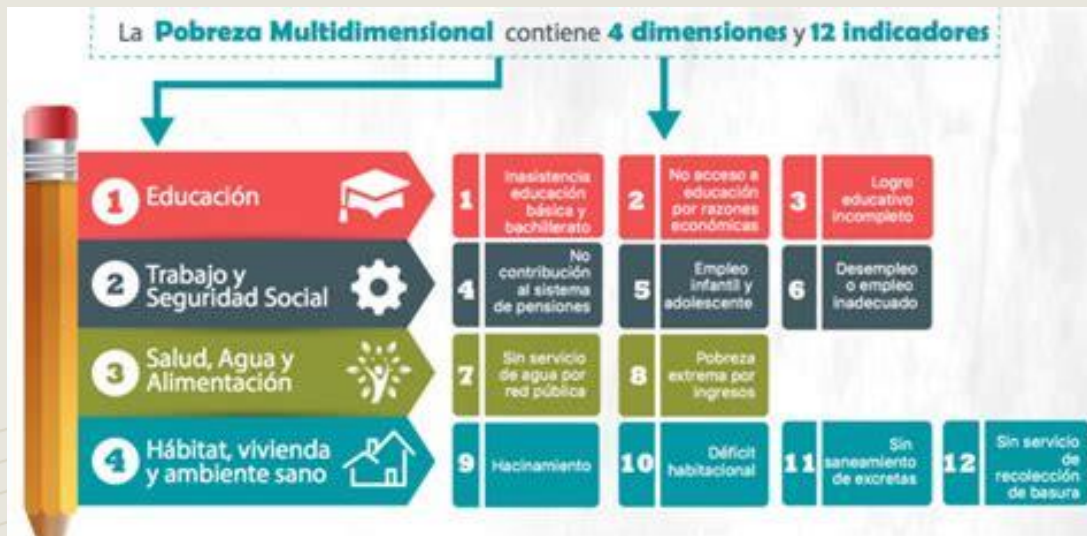 La Pobreza Multidimensional contiene 4 dimensiones y 12 indicadores
1 Educación
1 Inasistencia
educación
básica y
bachillerato
2 No acceso a
educación
por razones
económicas
3 Logro
educativo
incompleto
2 Trabajo y
Seguridad Social
4 No
contribución
al sistema
de pensiones
5 Empleo
infantil y
adolescente
6 Desempleo
o empleo
inadecuado
3 Salud, Agua y
Alimentación
7 Sin servicio
de agua por
red pública
8 Pobreza
extrema por
ingresos
4 Hábitat, vivienda
y ambiente sano
9 Hacinamiento
10 Déficit
habitacional
11 Sin
saneamiento
de excretas
12 Sin servicio
de
recolección
de basura